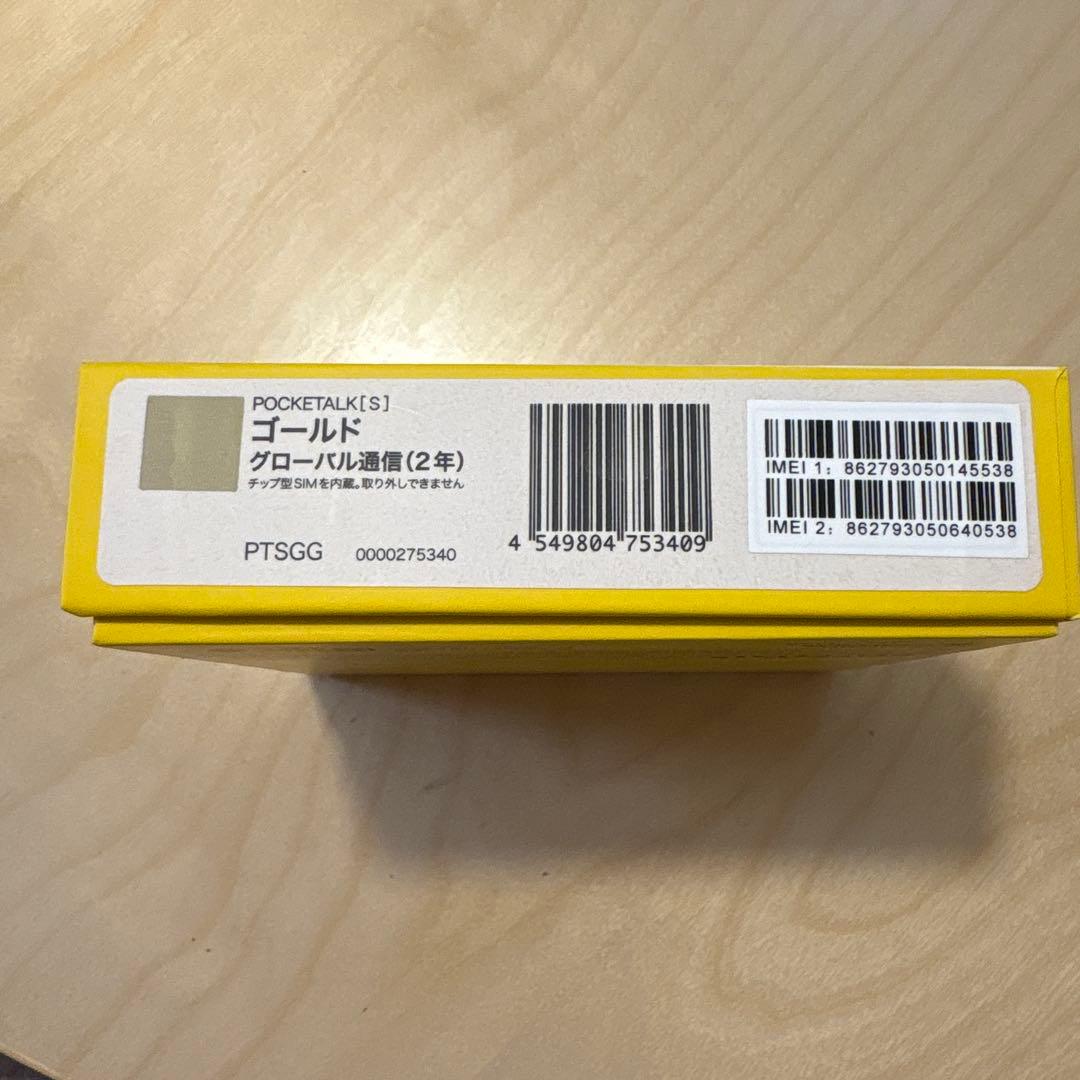 POCKETALK[S]
ゴールド
グローバル通信(2年)
チップ型SIMを内蔵。取り外しできません
PTSGG 0000275340
4 549804 753409
IMEI 1: 862793050145538
IMEI 2: 862793050640538